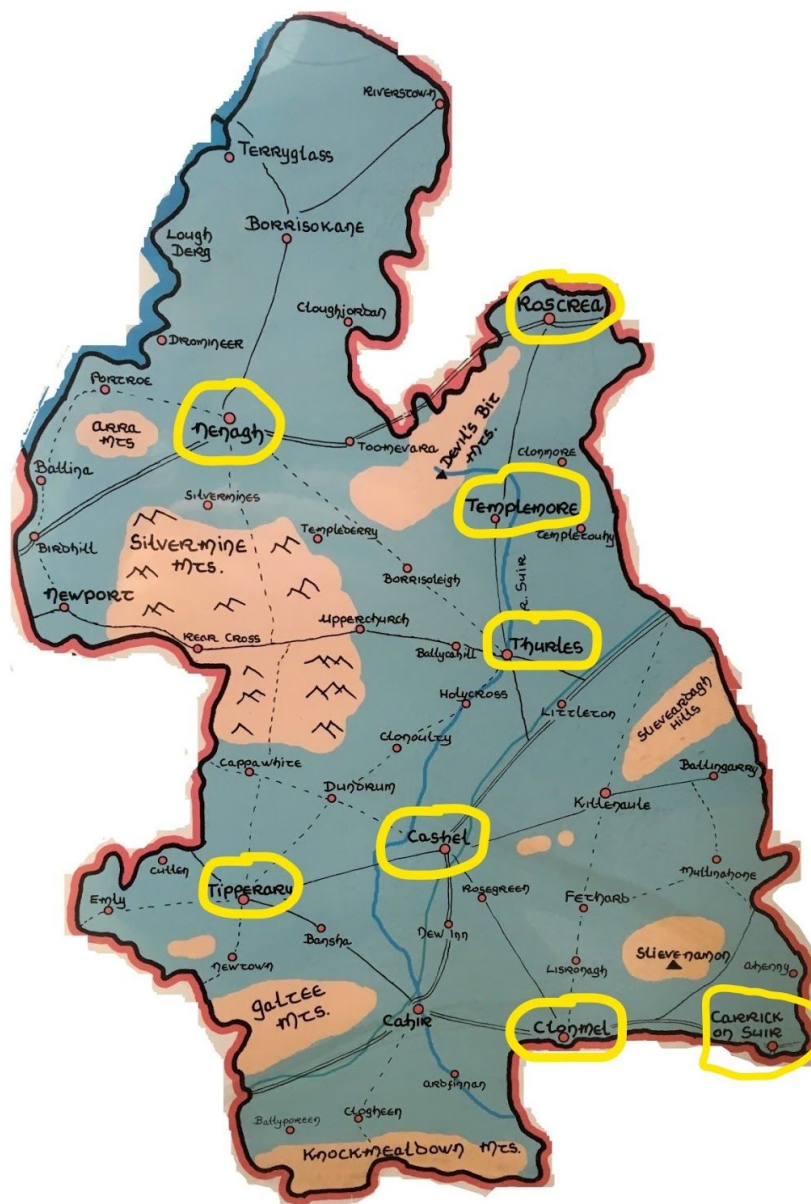 Riverstown
Terryglass
Borrisokane
Lough
Derg
Cloughjordan
Roscrea
Dromineer
Portroe
Nenagh
Arra
Mts
Toomevara
Devil's Bit
Mts.
Clonmore
Ballina
Silvermines
Templemore
Templetouhy
Birdhill
Silvermine
Mts.
Templederry
Borrisoleigh
R. Suir
Newport
Upperchurch
Rear Cross
Ballycahill
Thurles
Holycross
Littleton
Slieveardagh
Hills
Clonoulty
Cappawhite
Dundrum
Ballingarry
Killenaule
Cashel
Cullen
Tipperary
Mullinahone
Emly
Rosegreen
Fethard
Bansha
New Inn
Newtown
Lisronagh
Slievenamon
Ahenny
Galtee
Mts.
Cahir
Clonmel
Carrick
on Suir
Ardfinnan
Ballyporeen
Clogheen
Knockmealdown Mts.